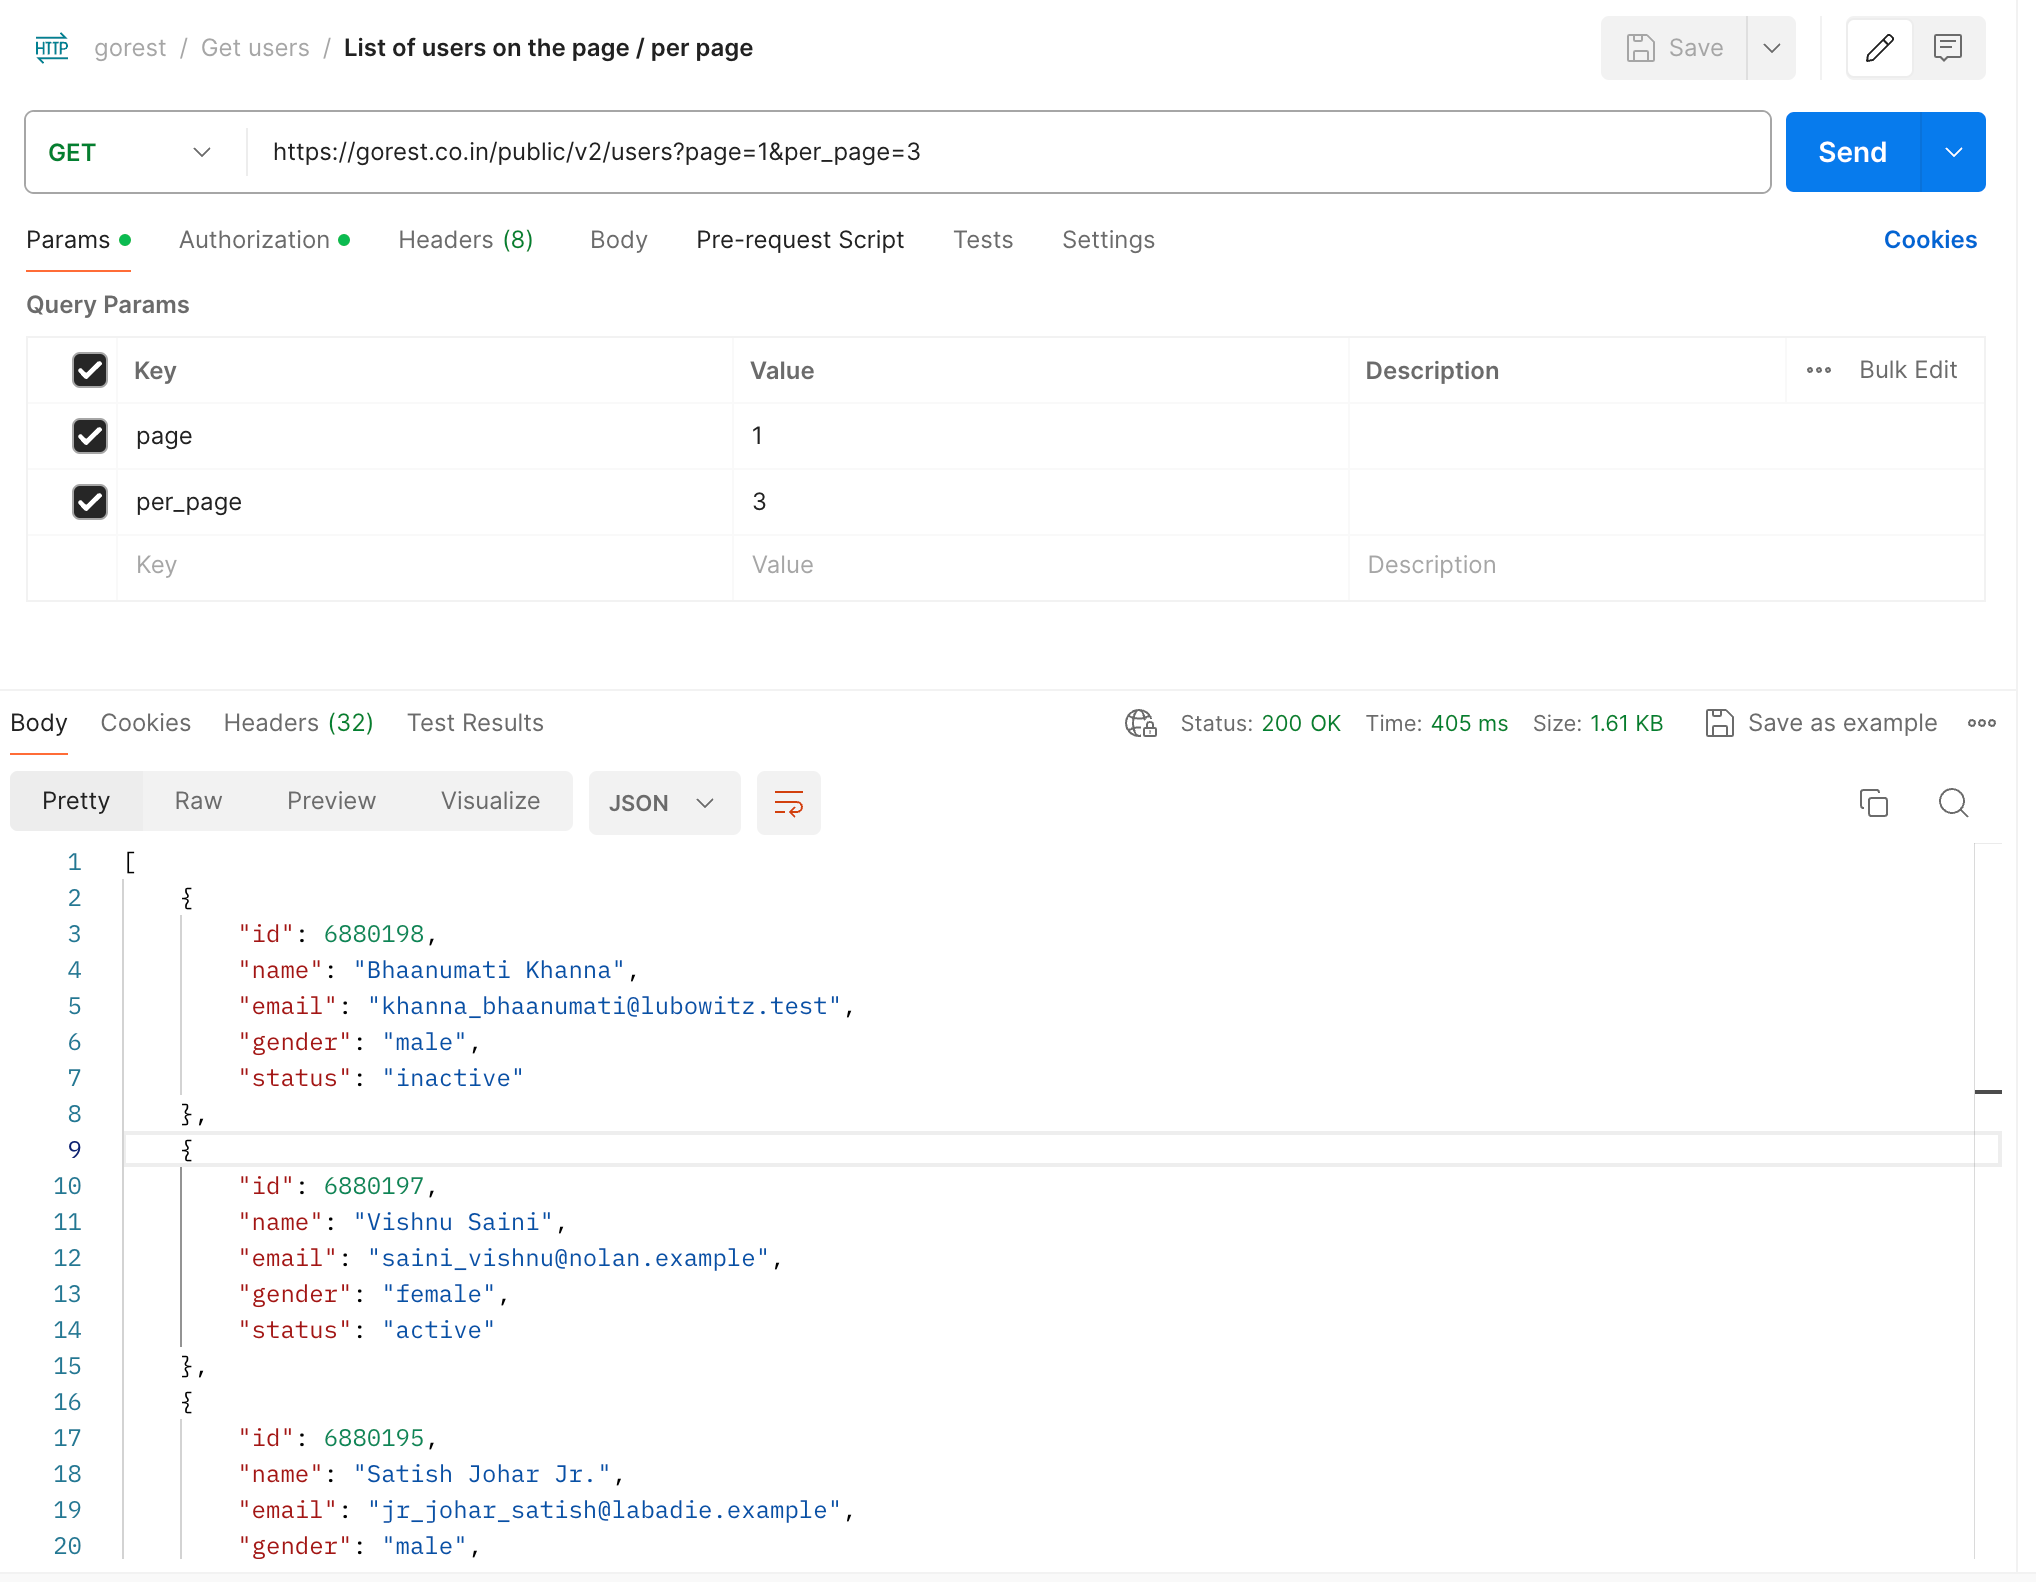 HTTP gorest / Get users / List of users on the page / per page Save
GET https://gorest.co.in/public/v2/users?page=1&per_page=3 Send
Params Authorization Headers (8) Body Pre-request Script Tests Settings Cookies
Query Params
Key Value Description Bulk Edit
page 1
per_page 3
Key Value Description
Body Cookies Headers (32) Test Results Status: 200 OK Time: 405 ms Size: 1.61 KB Save as example
Pretty Raw Preview Visualize JSON
1 [
2 {
3 "id": 6880198,
4 "name": "Bhaanumati Khanna",
5 "email": "khanna_bhaanumati@lubowitz.test",
6 "gender": "male",
7 "status": "inactive"
8 },
9 {
10 "id": 6880197,
11 "name": "Vishnu Saini",
12 "email": "saini_vishnu@nolan.example",
13 "gender": "female",
14 "status": "active"
15 },
16 {
17 "id": 6880195,
18 "name": "Satish Johar Jr.",
19 "email": "jr_johar_satish@labadie.example",
20 "gender": "male",